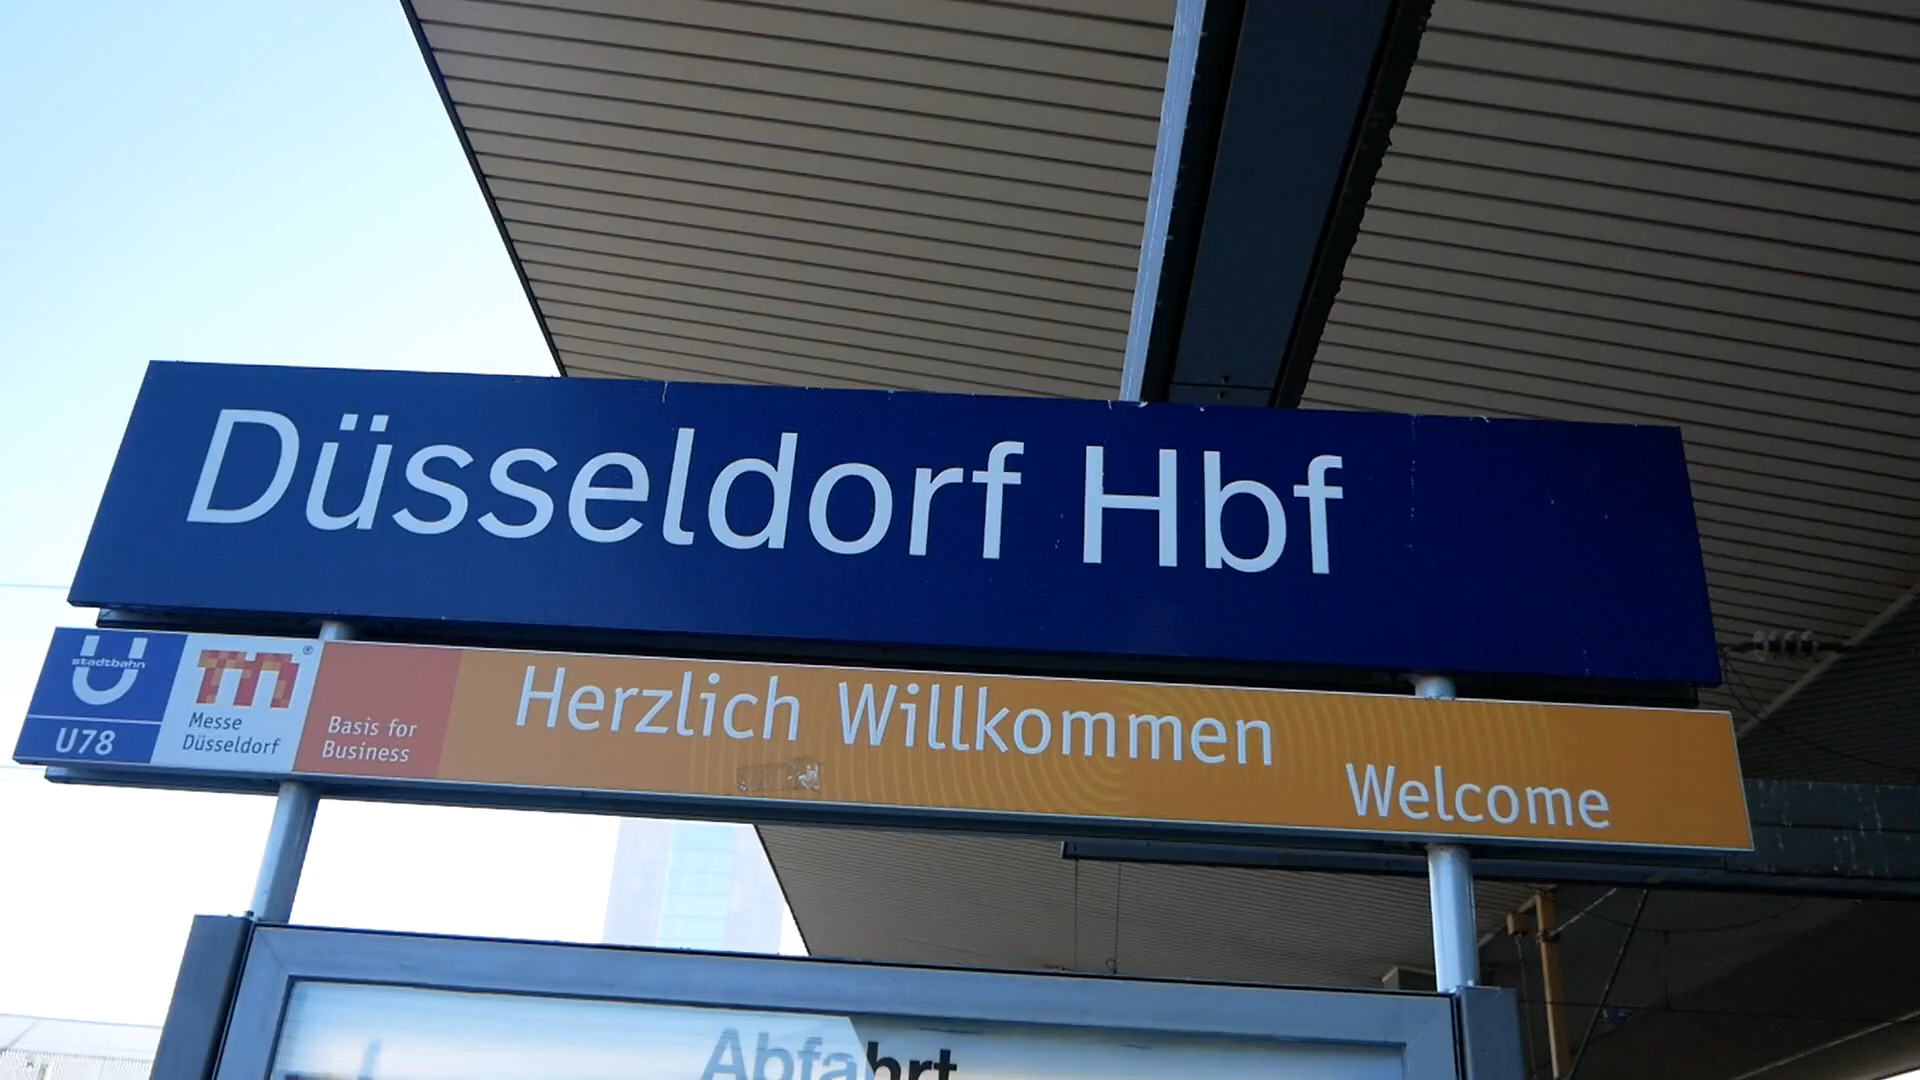 Düsseldorf Hbf
stadtbahn
U78
m®
Messe
Düsseldorf
Basis for
Business
Herzlich Willkommen
Welcome
Abfahrt